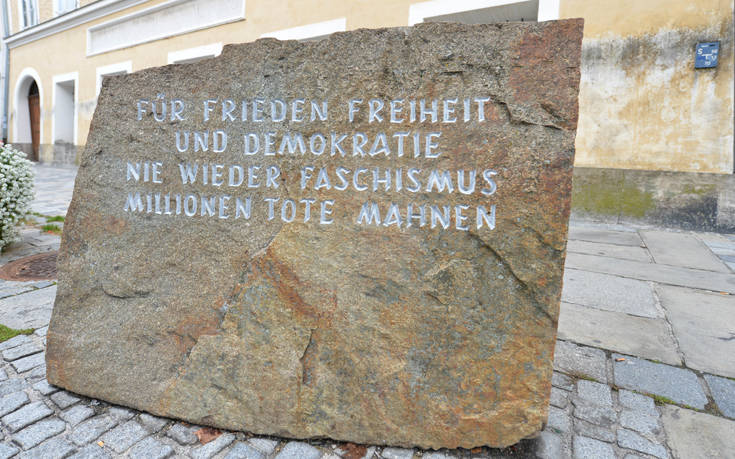 FÜR FRIEDEN FREIHEIT
UND DEMOKRATIE
NIE WIEDER FASCHISMUS
MILLIONEN TOTE MAHNEN